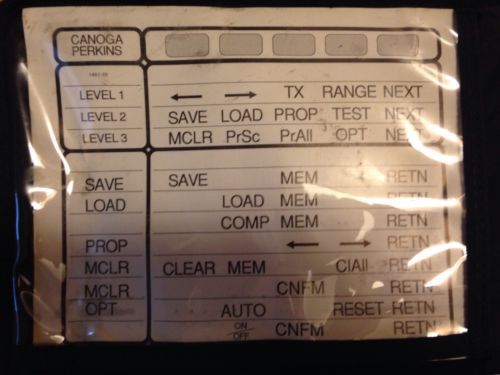 CANOGA
PERKINS
LEVEL 1 ← → TX RANGE NEXT
LEVEL 2 SAVE LOAD PROP TEST NEXT
LEVEL 3 MCLR PrSc PrAll OPT NEXT
SAVE SAVE MEM RETN
LOAD LOAD MEM RETN
COMP MEM RETN
PROP ← → RETN
MCLR CLEAR MEM ClAll RETN
MCLR CNFM RETN
OPT AUTO RESET RETN
ON/OFF CNFM RETN